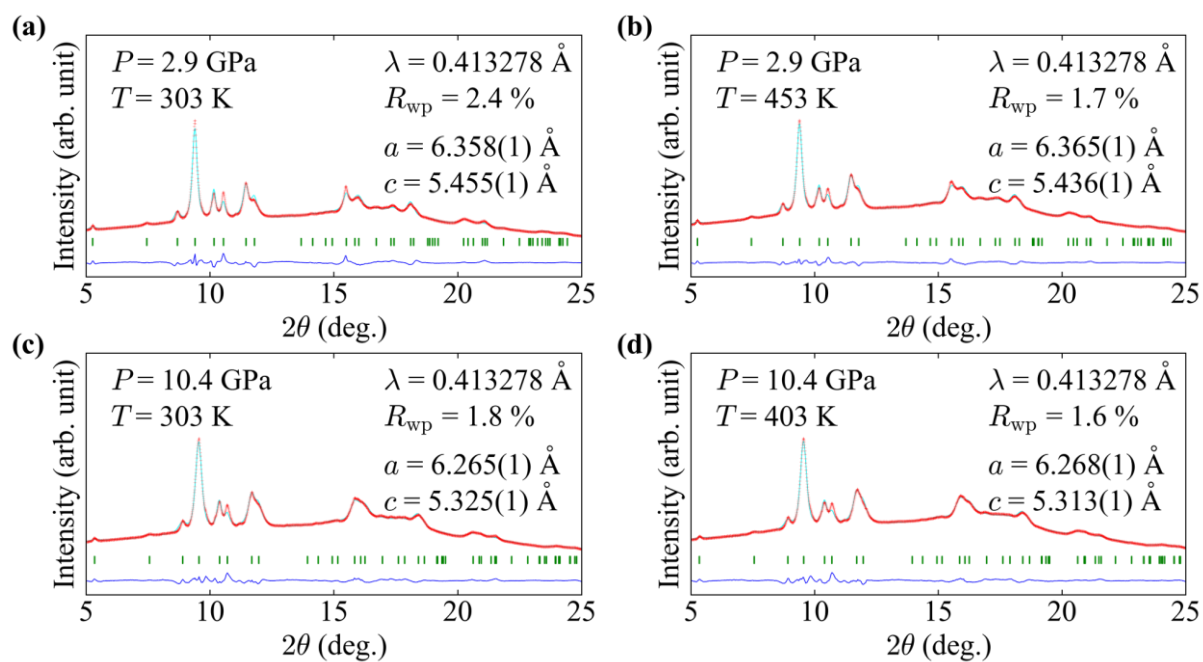 (a)
Intensity (arb. unit)
P = 2.9 GPa
T = 303 K
λ = 0.413278 Å
Rwp = 2.4 %
a = 6.358(1) Å
c = 5.455(1) Å
5 10 15 20 25
2θ (deg.)
(b)
Intensity (arb. unit)
P = 2.9 GPa
T = 453 K
λ = 0.413278 Å
Rwp = 1.7 %
a = 6.365(1) Å
c = 5.436(1) Å
5 10 15 20 25
2θ (deg.)
(c)
Intensity (arb. unit)
P = 10.4 GPa
T = 303 K
λ = 0.413278 Å
Rwp = 1.8 %
a = 6.265(1) Å
c = 5.325(1) Å
5 10 15 20 25
2θ (deg.)
(d)
Intensity (arb. unit)
P = 10.4 GPa
T = 403 K
λ = 0.413278 Å
Rwp = 1.6 %
a = 6.268(1) Å
c = 5.313(1) Å
5 10 15 20 25
2θ (deg.)